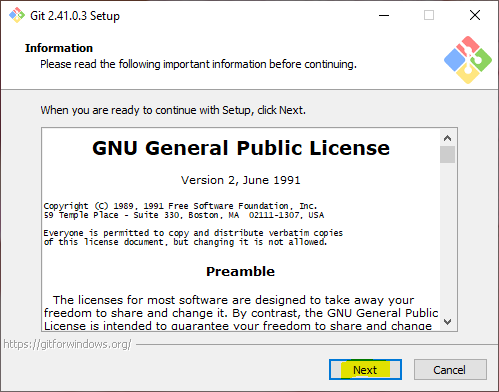 Git 2.41.0.3 Setup
Information
Please read the following important information before continuing.
When you are ready to continue with Setup, click Next.
GNU General Public License
Version 2, June 1991
Copyright (C) 1989, 1991 Free Software Foundation, Inc.
59 Temple Place - Suite 330, Boston, MA  02111-1307, USA
Everyone is permitted to copy and distribute verbatim copies
of this license document, but changing it is not allowed.
Preamble
The licenses for most software are designed to take away your
freedom to share and change it. By contrast, the GNU General Public
License is intended to guarantee your freedom to share and change
https://gitforwindows.org/
Next
Cancel